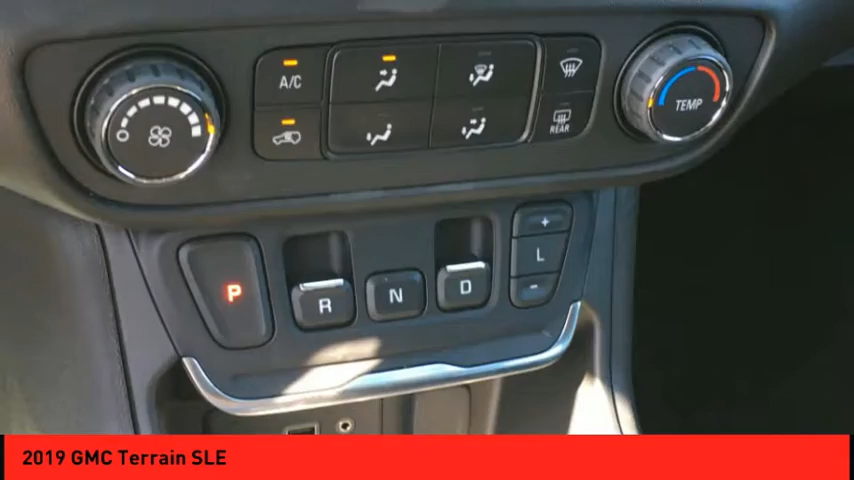 A/C
REAR
TEMP
P
R
N
D
+
L
-
2019 GMC Terrain SLE